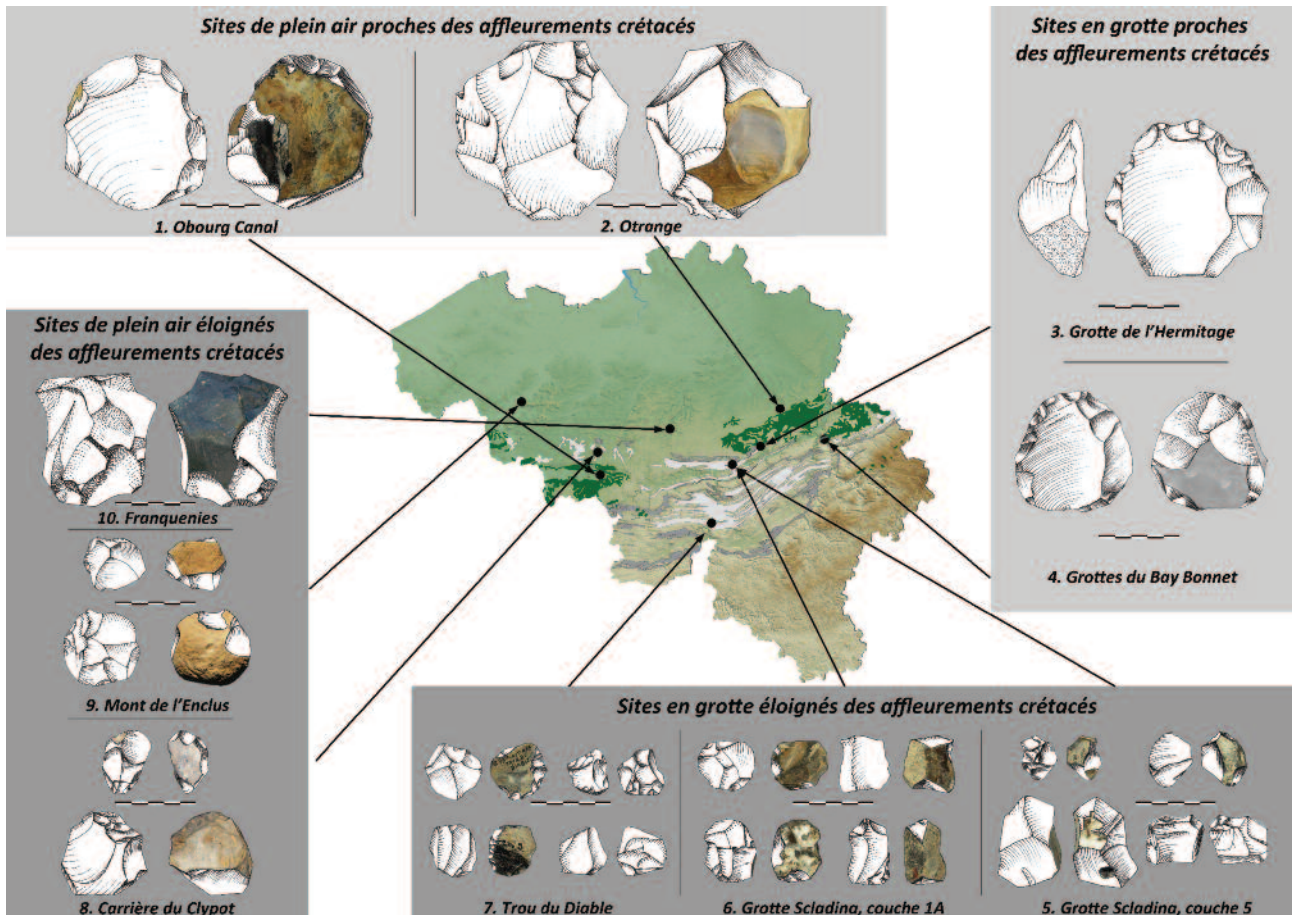 Sites de plein air proches des affleurements crétacés
1. Obourg Canal
2. Otrange
Sites en grotte proches
des affleurements crétacés
3. Grotte de l'Hermitage
4. Grottes du Bay Bonnet
Sites de plein air éloignés
des affleurements crétacés
10. Franquenies
9. Mont de l'Enclus
8. Carrière du Clypot
Sites en grotte éloignés des affleurements crétacés
7. Trou du Diable
6. Grotte Scladina, couche 1A
5. Grotte Scladina, couche 5